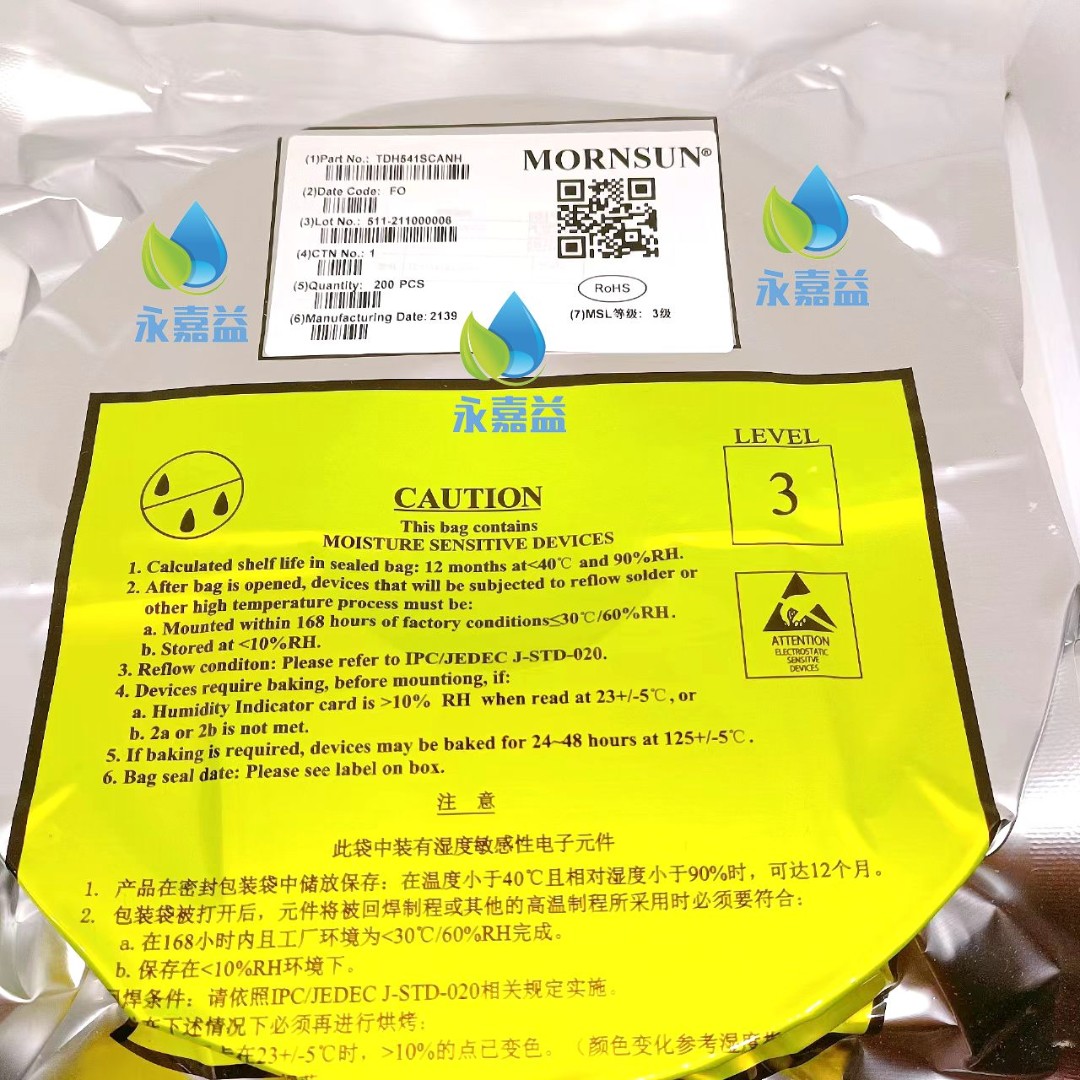 (1)Part No.: TDH541SCANH
MORNSUN®
(2)Date Code: FO
(3)Lot No.: 511-211000006
(4)CTN No.: 1
(5)Quantity: 200 PCS
RoHS
(6)Manufacturing Date: 2139
(7)MSL等级: 3级
永嘉益
永嘉益
永嘉益
LEVEL
3
CAUTION
This bag contains
MOISTURE SENSITIVE DEVICES
1. Calculated shelf life in sealed bag: 12 months at<40℃ and 90%RH.
2. After bag is opened, devices that will be subjected to reflow solder or
other high temperature process must be:
a. Mounted within 168 hours of factory conditions≤30℃/60%RH.
b. Stored at <10%RH.
3. Reflow conditon: Please refer to IPC/JEDEC J-STD-020.
4. Devices require baking, before mountiong, if:
a. Humidity Indicator card is >10% RH when read at 23+/-5℃, or
b. 2a or 2b is not met.
5. If baking is required, devices may be baked for 24~48 hours at 125+/-5℃.
6. Bag seal date: Please see label on box.
ATTENTION
ELECTROSTATIC
SENSITIVE
DEVICES
注 意
此袋中装有湿度敏感性电子元件
1. 产品在密封包装袋中储放保存：在温度小于40℃且相对湿度小于90%时，可达12个月。
2. 包装袋被打开后，元件将被回焊制程或其他的高温制程所采用时必须要符合：
a. 在168小时内且工厂环境为<30℃/60%RH完成。
b. 保存在<10%RH环境下。
焊条件：请依照IPC/JEDEC J-STD-020相关规定实施。
在下述情况下必须再进行烘烤：
在23+/-5℃时，>10%的点已变色。（颜色变化参考湿度